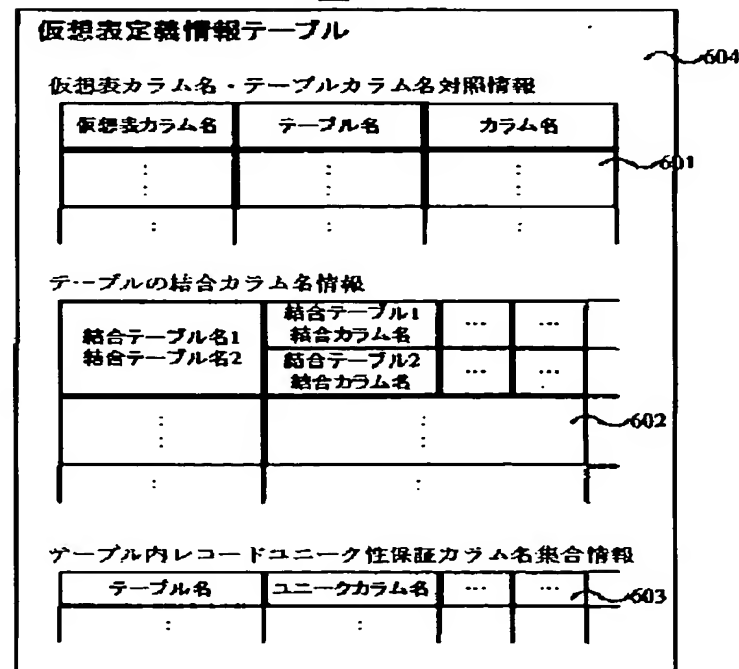 仮想表定義情報テーブル
604
仮想表カラム名・テーブルカラム名対照情報
仮想表カラム名 テーブル名 カラム名
601
テーブルの結合カラム名情報
結合テーブル名1
結合テーブル名2
結合テーブル1
結合カラム名
... ...
結合テーブル2
結合カラム名
... ...
602
テーブル内レコードユニーク性保証カラム名集合情報
テーブル名 ユニークカラム名 ... ...
603